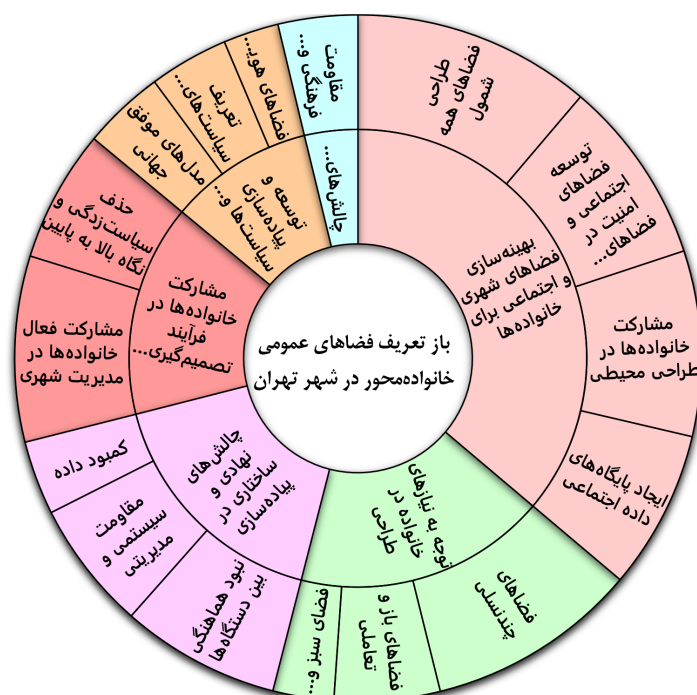 باز تعریف فضاهای عمومی
خانواده‌محور در شهر تهران
بهینه‌سازی
فضاهای شهری
و اجتماعی برای
خانواده‌ها
طراحی
فضاهای همه
شمول
توسعه
اجتماعی و
فضاهای
امنیت در
فضاهای...
مشارکت
خانواده‌ها در
طراحی محیطی
ایجاد پایگاه‌های
داده اجتماعی
توجه به نیازهای
خانواده در
طراحی
فضاهای
چندنسلی
فضاهای باز و
تعاملی
فضای سبز و...
چالش‌های
نهادی و
ساختاری در
پیاده‌سازی
نبود هماهنگی
بین دستگاه‌ها
مقاومت
سیستمی و
مدیریتی
کمبود داده
مشارکت
خانواده‌ها در
فرآیند
تصمیم‌گیری...
مشارکت فعال
خانواده‌ها در
مدیریت شهری
حذف
سیاست‌زدگی و
نگاه بالا به پایین
توسعه و
پیاده‌سازی
سیاست‌ها و...
مدل‌های موفق
جهانی
تعریف
سیاست‌های...
فضاهای هویـ...
چالش‌های...
مقاومت
فرهنگی و...